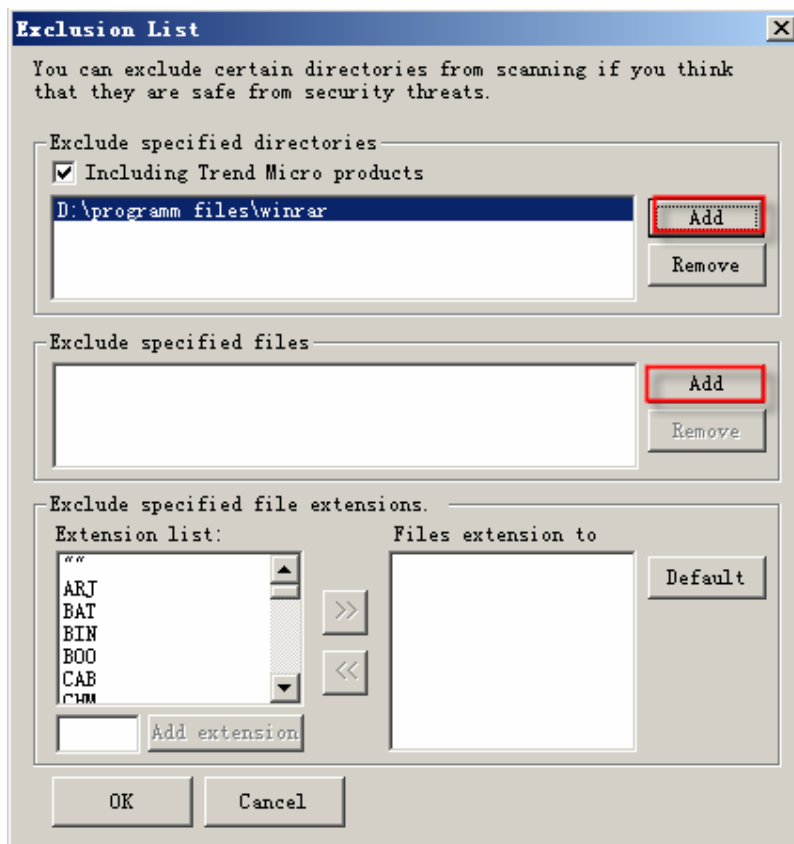 Exclusion List
You can exclude certain directories from scanning if you think
that they are safe from security threats.
Exclude specified directories
Including Trend Micro products
D:\programm files\winrar
Add
Remove
Exclude specified files
Add
Remove
Exclude specified file extensions.
Extension list:
""
ARJ
BAT
BIN
BOO
CAB
CHM
>>
<<
Add extension
Files extension to
Default
OK
Cancel